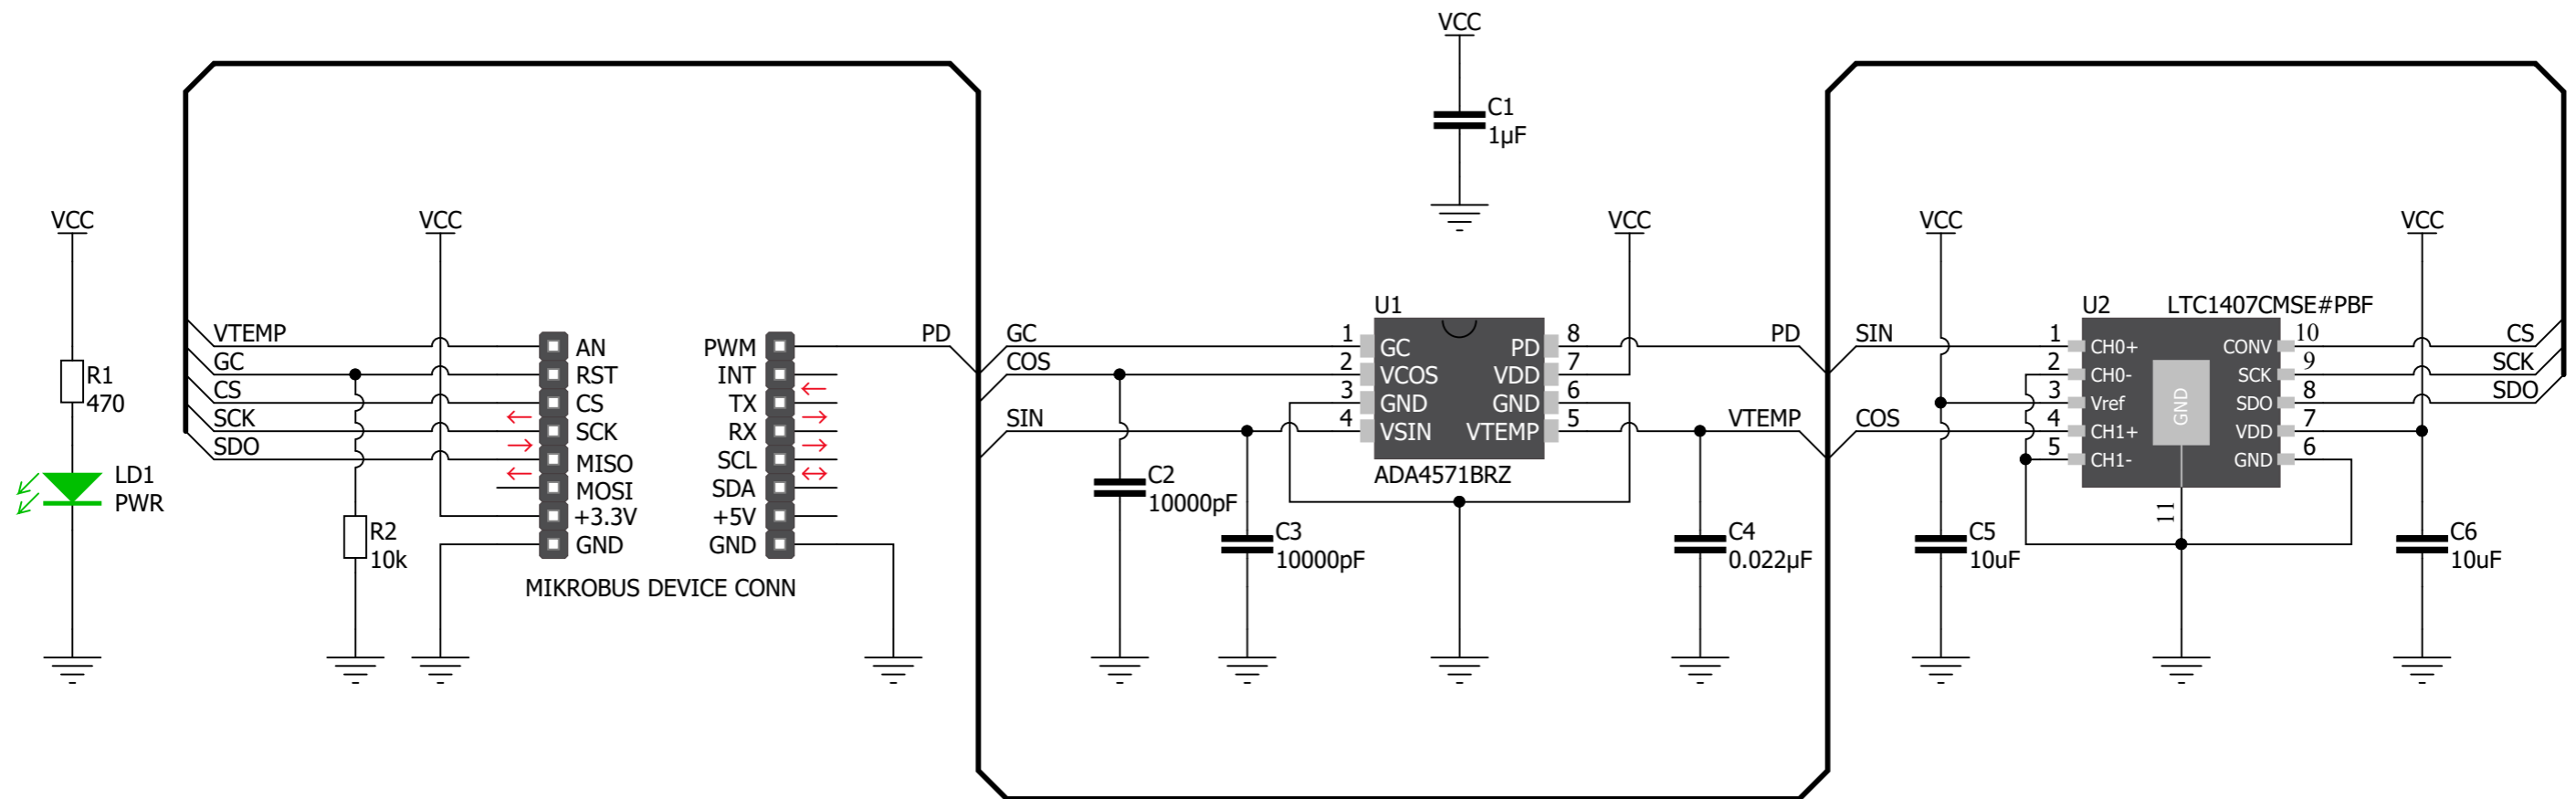 VCC
C1
1µF
VCC
VCC
VCC
VCC
VCC
R1
470
LD1
PWR
VTEMP
GC
CS
SCK
SDO
R2
10k
AN
RST
CS
SCK
MISO
MOSI
+3.3V
GND
PWM
INT
TX
RX
SCL
SDA
+5V
GND
MIKROBUS DEVICE CONN
PD
GC
COS
SIN
C2
10000pF
C3
10000pF
U1
1 GC
2 VCOS
3 GND
4 VSIN
PD 8
VDD 7
GND 6
VTEMP 5
ADA4571BRZ
PD
VTEMP
C4
0.022µF
SIN
COS
C5
10uF
U2 LTC1407CMSE#PBF
1 CH0+
2 CH0-
3 Vref
4 CH1+
5 CH1-
GND
11
CONV 10
SCK 9
SDO 8
VDD 7
GND 6
CS
SCK
SDO
C6
10uF